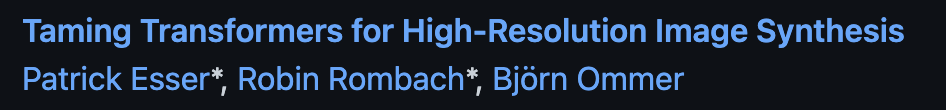 Taming Transformers for High-Resolution Image Synthesis
Patrick Esser*, Robin Rombach*, Björn Ommer